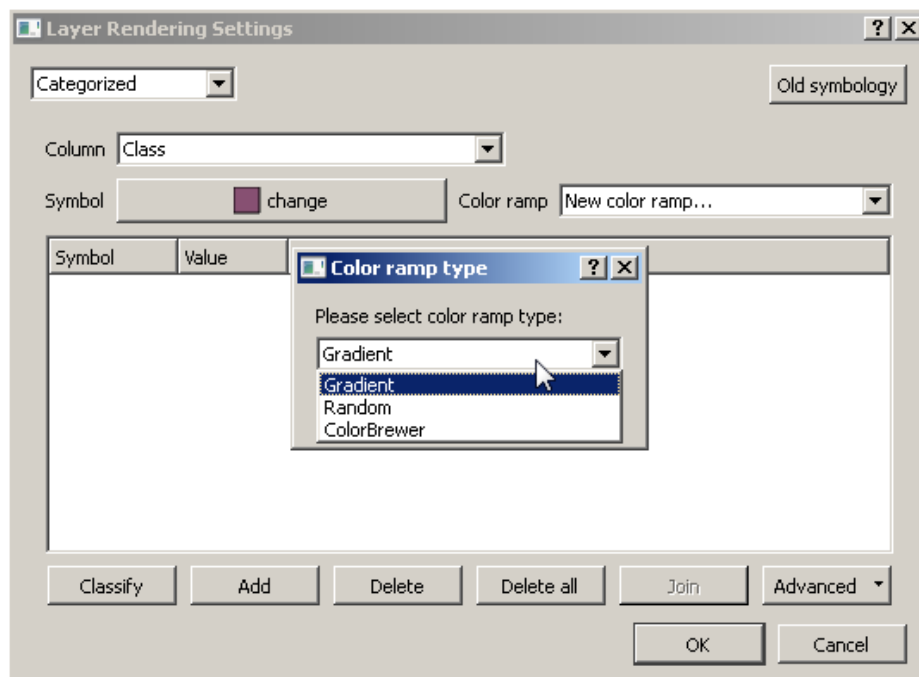 Layer Rendering Settings
Categorized
Old symbology
Column Class
Symbol change Color ramp New color ramp...
Symbol Value
Color ramp type
Please select color ramp type:
Gradient
Gradient
Random
ColorBrewer
Classify Add Delete Delete all Join Advanced
OK Cancel